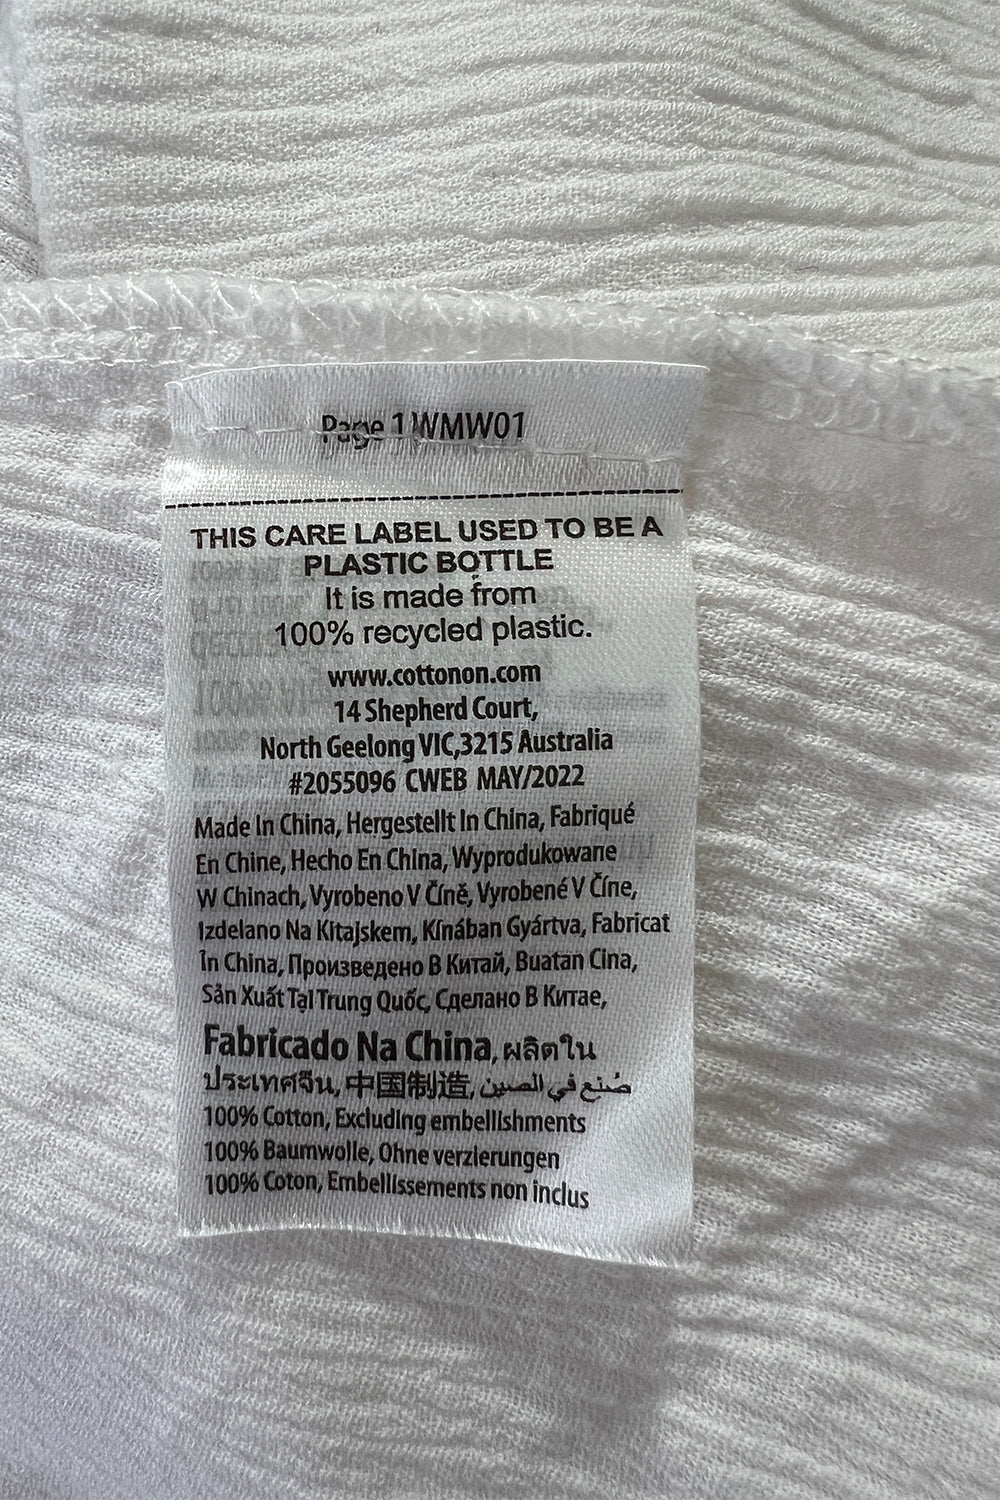 Page 1 WMW01
THIS CARE LABEL USED TO BE A
PLASTIC BOTTLE
It is made from
100% recycled plastic.
www.cottonon.com
14 Shepherd Court,
North Geelong VIC,3215 Australia
#2055096 CWEB MAY/2022
Made In China, Hergestellt In China, Fabriqué
En Chine, Hecho En China, Wyprodukowane
W Chinach, Vyrobeno V Číně, Vyrobené V Číne,
Izdelano Na Kitajskem, Kínában Gyártva, Fabricat
În China, Произведено В Китай, Buatan Cina,
Sản Xuất Tại Trung Quốc, Сделано В Китае,
Fabricado Na China, ผลิตใน
ประเทศจีน, 中国制造, صُنع في الصين
100% Cotton, Excluding embellishments
100% Baumwolle, Ohne verzierungen
100% Coton, Embellissements non inclus